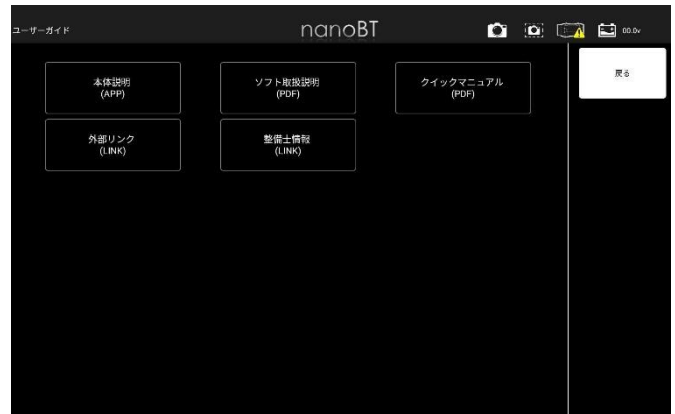 ユーザーガイド
nanoBT
00.0v
本体説明
(APP)
ソフト取扱説明
(PDF)
クイックマニュアル
(PDF)
戻る
外部リンク
(LINK)
整備士情報
(LINK)